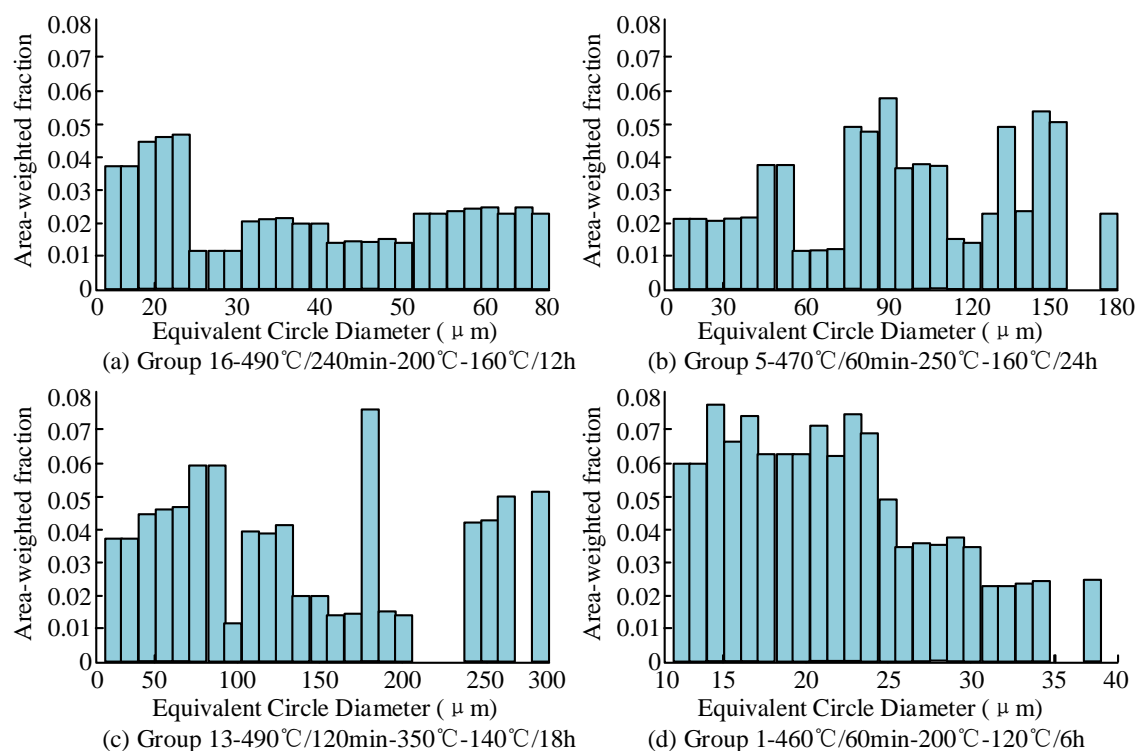 0.08
0.07
0.06
0.05
0.04
0.03
0.02
0.01
0
Area-weighted fraction
0 20 30 40 50 60 80
Equivalent Circle Diameter ( μ m)
(a) Group 16-490℃/240min-200℃-160℃/12h
0.08
0.07
0.06
0.05
0.04
0.03
0.02
0.01
0
Area-weighted fraction
0 30 60 90 120 150 180
Equivalent Circle Diameter ( μ m)
(b) Group 5-470℃/60min-250℃-160℃/24h
0.08
0.07
0.06
0.05
0.04
0.03
0.02
0.01
0
Area-weighted fraction
0 50 100 150 200 250 300
Equivalent Circle Diameter ( μ m)
(c) Group 13-490℃/120min-350℃-140℃/18h
0.08
0.07
0.06
0.05
0.04
0.03
0.02
0.01
0
Area-weighted fraction
10 15 20 25 30 35 40
Equivalent Circle Diameter ( μ m)
(d) Group 1-460℃/60min-200℃-120℃/6h